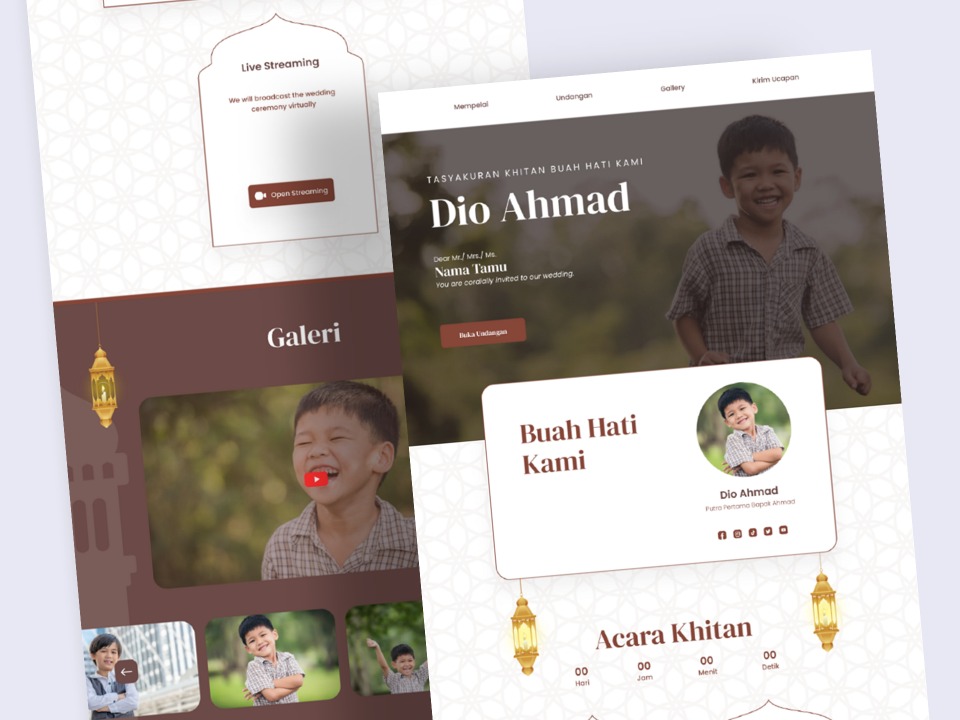 Live Streaming
We will broadcast the wedding
ceremony virtually
Open Streaming
Galeri
Mempelai
Undangan
Gallery
Kirim Ucapan
TASYAKURAN KHITAN BUAH HATI KAMI
Dio Ahmad
Dear Mr./ Mrs./ Ms.
Nama Tamu
You are cordially invited to our wedding.
Buka Undangan
Buah Hati
Kami
Dio Ahmad
Putra Pertama Bapak Ahmad
Acara Khitan
00 00 00 00
Hari Jam Menit Detik